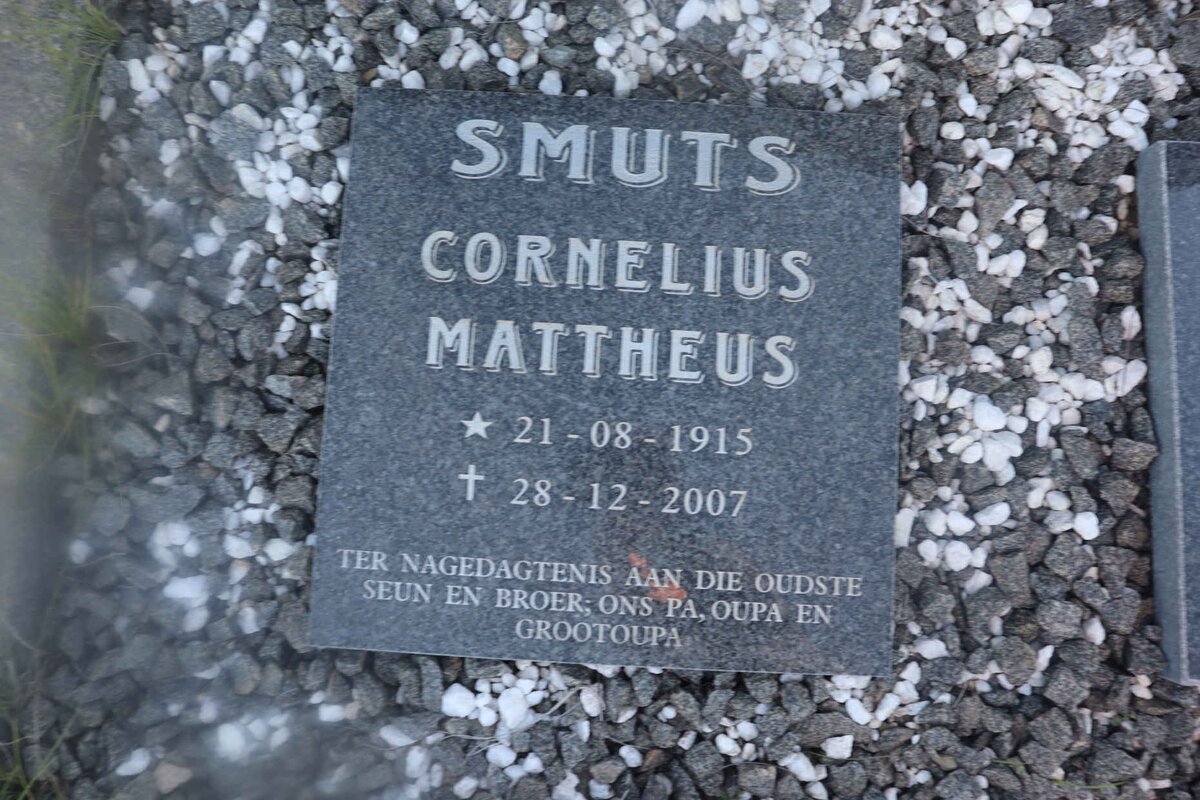 SMUTS
CORNELIUS
MATTHEUS
★ 21 - 08 - 1915
✝ 28 - 12 - 2007
TER NAGEDAGTENIS AAN DIE OUDSTE
SEUN EN BROER; ONS PA, OUPA EN
GROOTOUPA